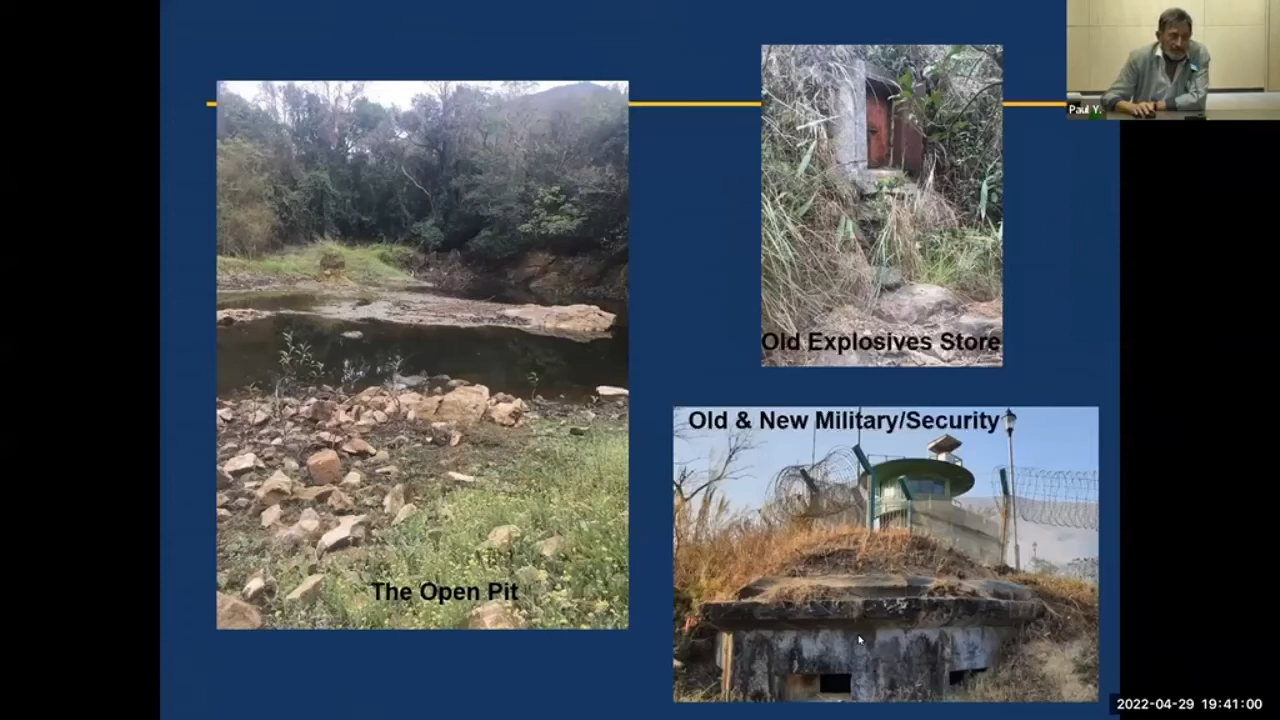 Paul Y.
Old Explosives Store
Old & New Military/Security
The Open Pit
2022-04-29 19:41:00